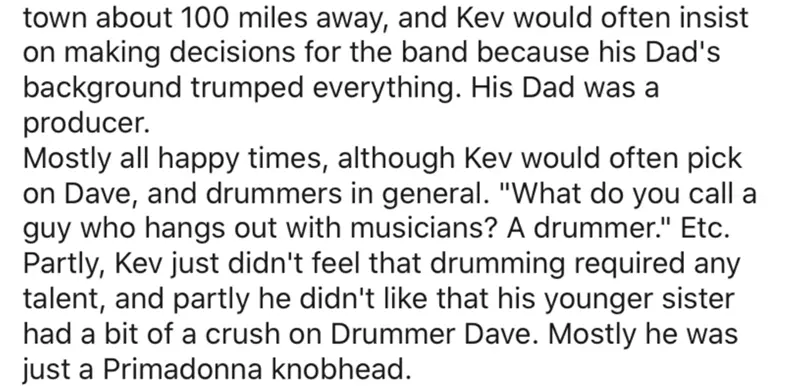 town about 100 miles away, and Kev would often insist
on making decisions for the band because his Dad's
background trumped everything. His Dad was a
producer.
Mostly all happy times, although Kev would often pick
on Dave, and drummers in general. "What do you call a
guy who hangs out with musicians? A drummer." Etc.
Partly, Kev just didn't feel that drumming required any
talent, and partly he didn't like that his younger sister
had a bit of a crush on Drummer Dave. Mostly he was
just a Primadonna knobhead.